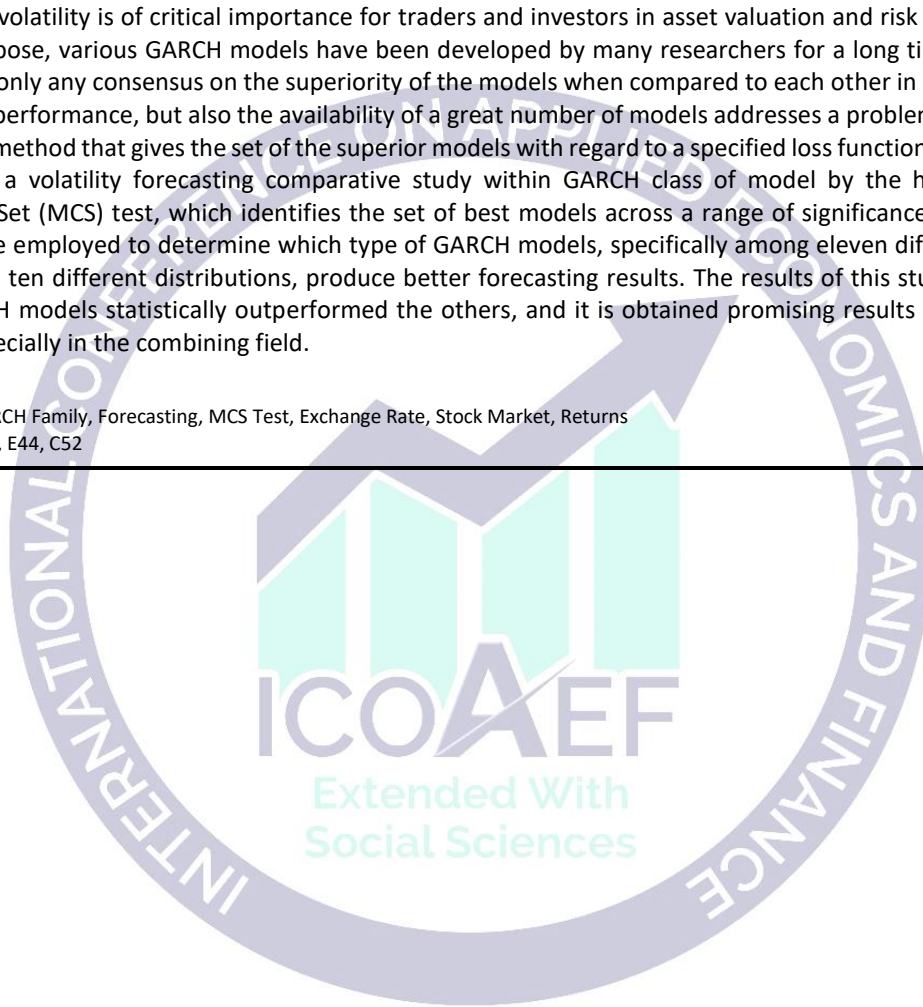 volatility is of critical importance for traders and investors in asset valuation and risk
pose, various GARCH models have been developed by many researchers for a long ti
only any consensus on the superiority of the models when compared to each other in
performance, but also the availability of a great number of models addresses a problem
method that gives the set of the superior models with regard to a specified loss function
a volatility forecasting comparative study within GARCH class of model by the h
Set (MCS) test, which identifies the set of best models across a range of significance
e employed to determine which type of GARCH models, specifically among eleven dif
ten different distributions, produce better forecasting results. The results of this stu
H models statistically outperformed the others, and it is obtained promising results
ecially in the combining field.
RCH Family, Forecasting, MCS Test, Exchange Rate, Stock Market, Returns
, E44, C52
INTERNATIONAL CONFERENCE ON APPLIED ECONOMICS AND FINANCE
ICOAEF
Extended With
Social Sciences